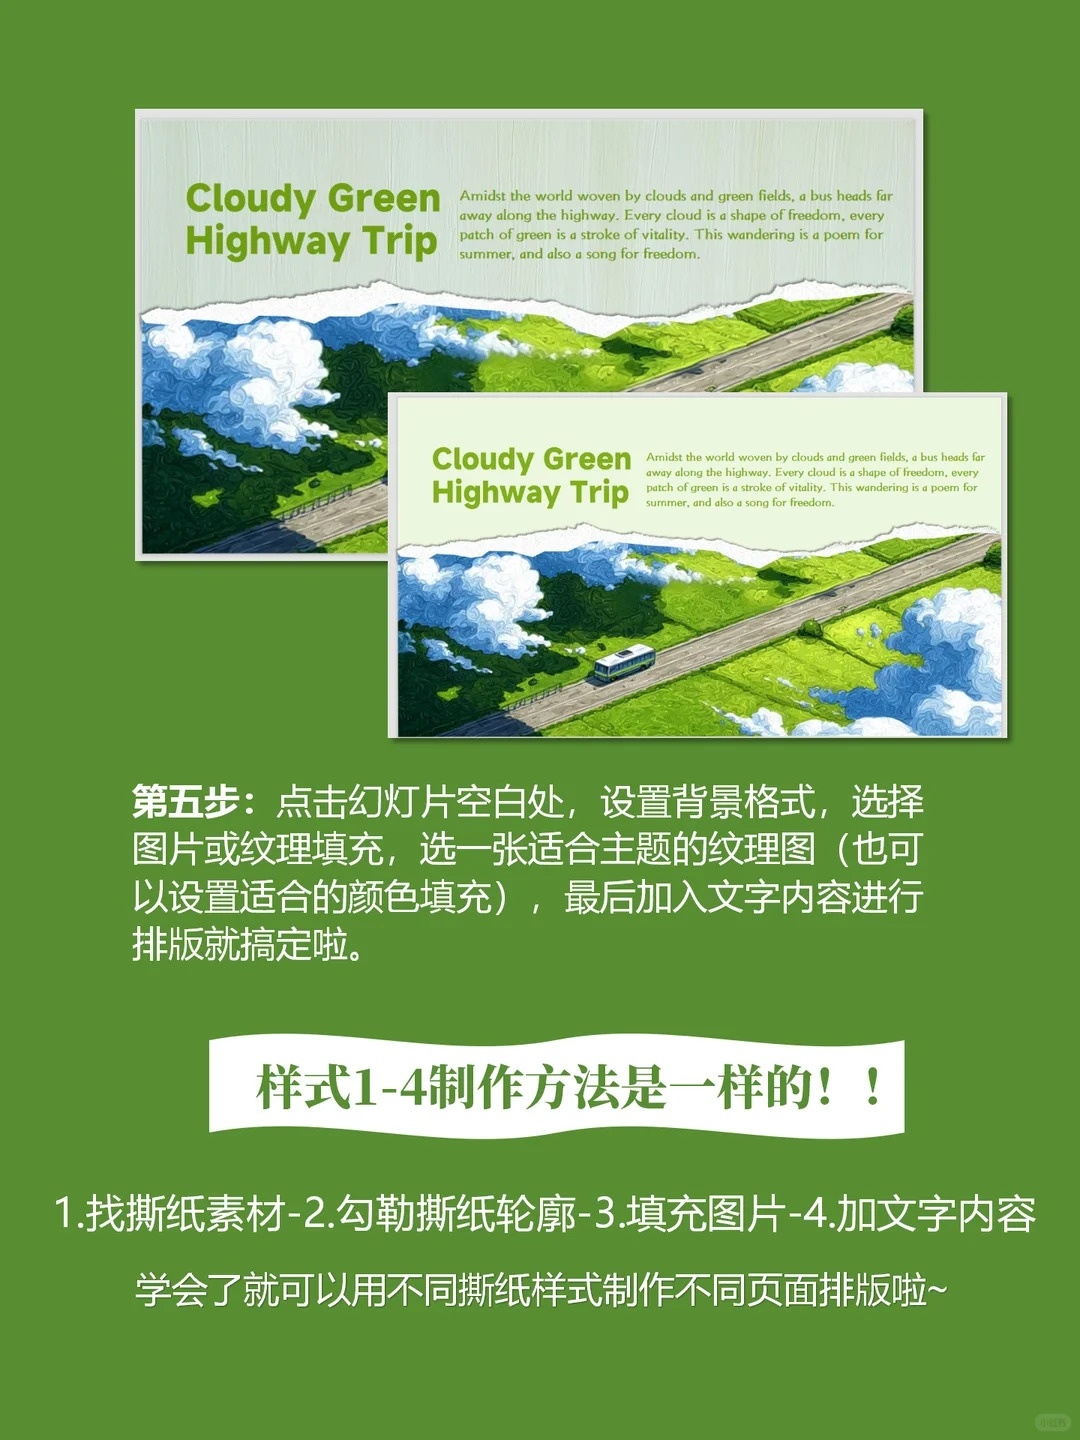 Cloudy Green
Highway Trip
Amidst the world woven by clouds and green fields, a bus heads far
away along the highway. Every cloud is a shape of freedom, every
patch of green is a stroke of vitality. This wandering is a poem for
summer, and also a song for freedom.
Cloudy Green
Highway Trip
Amidst the world woven by clouds and green fields, a bus heads far
away along the highway. Every cloud is a shape of freedom, every
patch of green is a stroke of vitality. This wandering is a poem for
summer, and also a song for freedom.
第五步：点击幻灯片空白处，设置背景格式，选择
图片或纹理填充，选一张适合主题的纹理图（也可
以设置适合的颜色填充），最后加入文字内容进行
排版就搞定啦。
样式1-4制作方法是一样的！！
1.找撕纸素材-2.勾勒撕纸轮廓-3.填充图片-4.加文字内容
学会了就可以用不同撕纸样式制作不同页面排版啦~
小红书